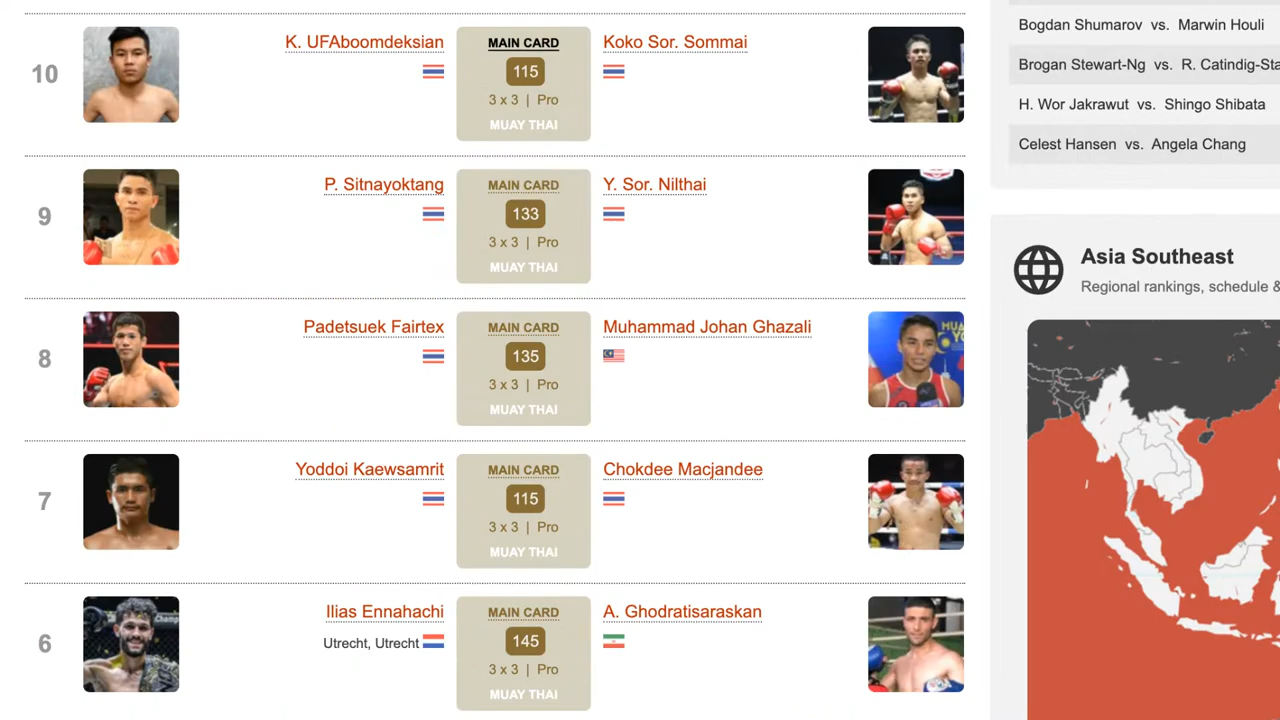 10
K. UFAboomdeksian
MAIN CARD
115
3 x 3 | Pro
MUAY THAI
Koko Sor. Sommai
9
P. Sitnayoktang
MAIN CARD
133
3 x 3 | Pro
MUAY THAI
Y. Sor. Nilthai
8
Padetsuek Fairtex
MAIN CARD
135
3 x 3 | Pro
MUAY THAI
Muhammad Johan Ghazali
7
Yoddoi Kaewsamrit
MAIN CARD
115
3 x 3 | Pro
MUAY THAI
Chokdee Macjandee
6
Ilias Ennahachi
Utrecht, Utrecht
MAIN CARD
145
3 x 3 | Pro
MUAY THAI
A. Ghodratisaraskan
Bogdan Shumarov vs. Marwin Houli
Brogan Stewart-Ng vs. R. Catindig-Sta
H. Wor Jakrawut vs. Shingo Shibata
Celest Hansen vs. Angela Chang
Asia Southeast
Regional rankings, schedule &